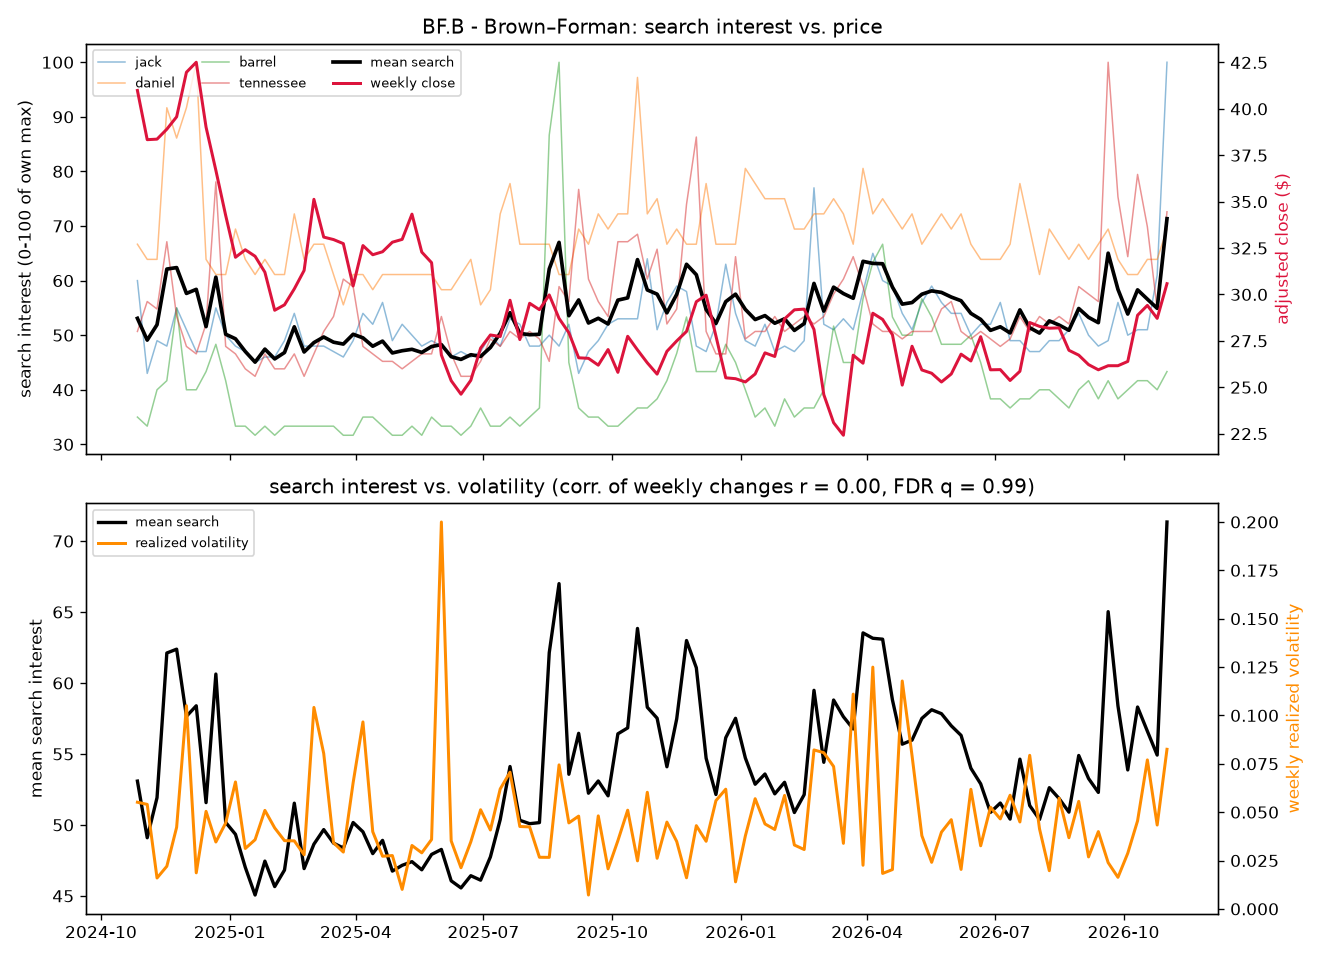 BF.B - Brown–Forman: search interest vs. price
jack
daniel
barrel
tennessee
mean search
weekly close
search interest (0-100 of own max)
100
90
80
70
60
50
40
30
adjusted close ($)
42.5
40.0
37.5
35.0
32.5
30.0
27.5
25.0
22.5
search interest vs. volatility (corr. of weekly changes r = 0.00, FDR q = 0.99)
mean search
realized volatility
mean search interest
70
65
60
55
50
45
weekly realized volatility
0.200
0.175
0.150
0.125
0.100
0.075
0.050
0.025
0.000
2024-10
2025-01
2025-04
2025-07
2025-10
2026-01
2026-04
2026-07
2026-10